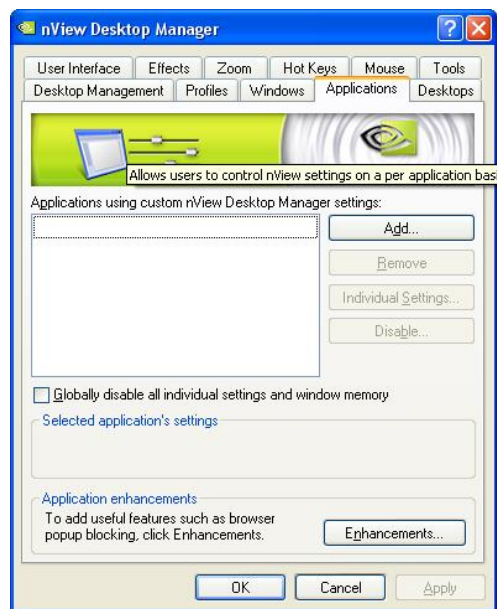 nView Desktop Manager
User Interface Effects Zoom Hot Keys Mouse Tools
Desktop Management Profiles Windows Applications Desktops
Allows users to control nView settings on a per application basi
Applications using custom nView Desktop Manager settings:
Add...
Remove
Individual Settings...
Disable...
Globally disable all individual settings and window memory
Selected application's settings
Application enhancements
To add useful features such as browser
popup blocking, click Enhancements.
Enhancements...
OK Cancel Apply